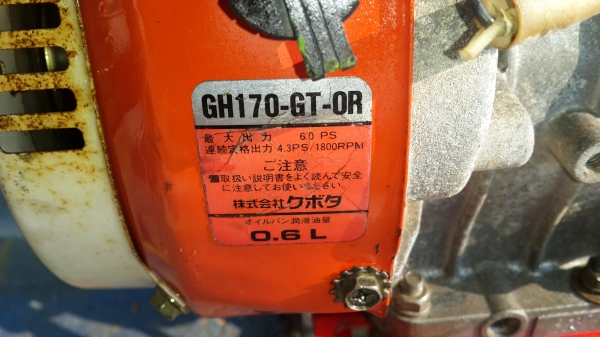 GH170-GT-OR
最大出力 6.0 PS
連続定格出力 4.3PS/1800RPM
ご注意
■取扱い説明書をよく読んで安全
に注意してお使いください。
株式会社クボタ
オイルパン潤滑油量
0.6 L